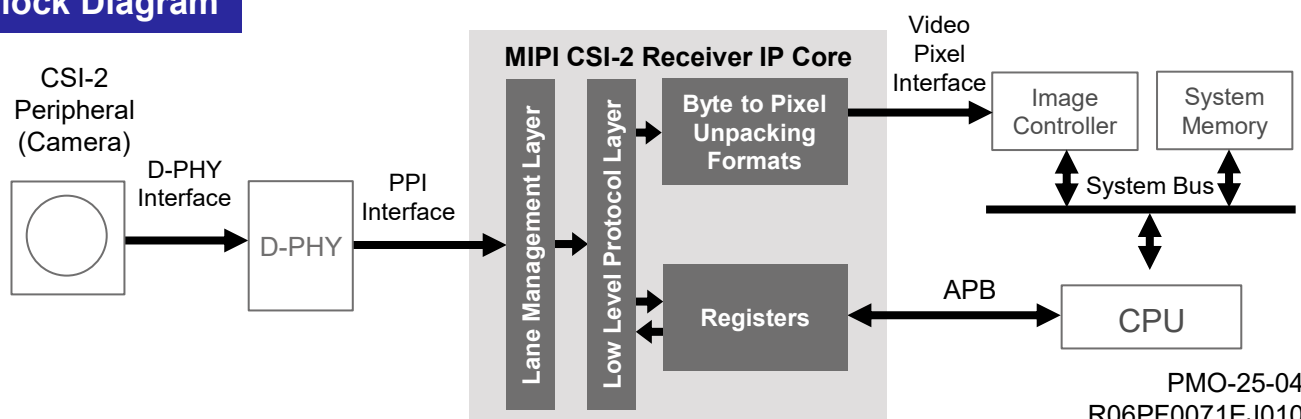 lock Diagram
MIPI CSI-2 Receiver IP Core
CSI-2
Peripheral
(Camera)
D-PHY
Interface
D-PHY
PPI
Interface
Lane Management Layer
Low Level Protocol Layer
Byte to Pixel
Unpacking
Formats
Registers
Video
Pixel
Interface
Image
Controller
System
Memory
System Bus
APB
CPU
PMO-25-04
R06PF0071EJ010